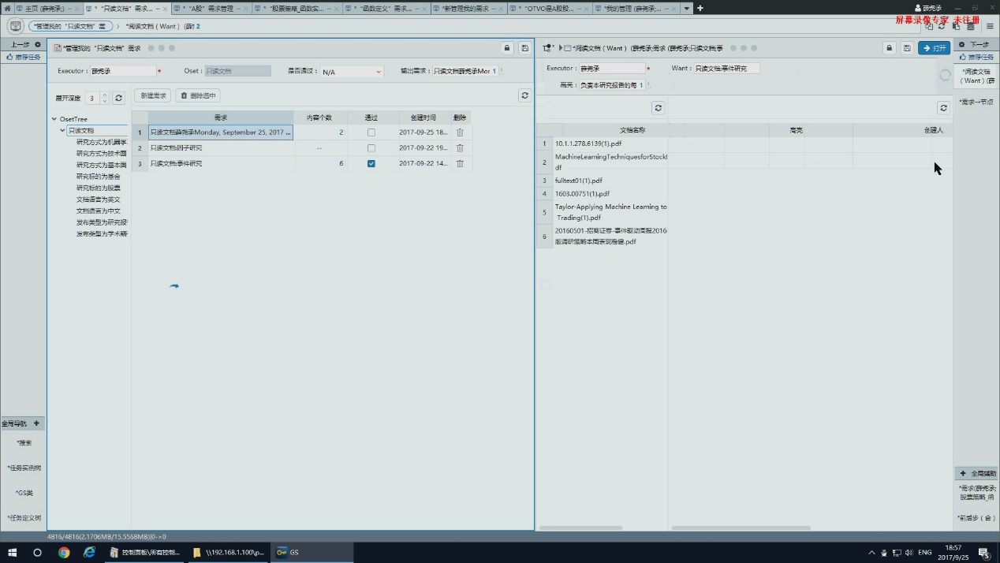 主页 (薛尧承;)
* "只读文档" 需求...
* "A股" 需求管理
* "股票策略_函数实...
* "函数定义" 需求...
*新管理我的需求
* "OTVO是A股股...
*我的管理 (薛尧承;...
薛尧承
屏幕录像专家 未注册
*管理我的 "只读文档" 需
*阅读文档 ( Want ) (薛
2
上一步
推荐任务
*管理我的 "只读文档" 需求
Executor : 薛尧承 *
Oset : 只读文档
是否通过 : N/A
输出需求 : 只读文档薛尧承Mor 1
展开深度 3
新建需求
删除选中
OsetTree
只读文档
研究方式为机器学
研究方式为技术面
研究方式为基本面
研究标的为基金
研究标的为股票
文档语言为英文
文档语言为中文
发布类型为研究报
发布类型为学术期
需求 内容个数 通过 创建时间 删除
1 只读文档薛尧承Monday, September 25, 2017 ... 2 2017-09-25 18...
2 只读文档;因子研究 -- 2017-09-22 19...
3 只读文档;事件研究 6 2017-09-22 14...
*阅读文档 ( Want ) (薛尧承;需求 (薛尧承;只读文档;事
打开
Executor : 薛尧承 *
Want : 只读文档;事件研究
高亮 : 负责本研究报告的每 1
文档名称 高亮 创建人
1 10.1.1.278.6139(1).pdf
2 MachineLearningTechniquesforStockl
df
3 fulltext01(1).pdf
4 1603.00751(1).pdf
5 Taylor-Applying Machine Learning to
Trading(1).pdf
6 20160501-招商证券-事件驱动周报2016
版调研策略本周表现稳健.pdf
下一步
推荐任务
*阅读文档
( Want ) (薛
*需求→节点
全局导航
*搜索
*任务实例树
*GS类
*任务定义树
全局辅助
*需求(薛尧承;
股票策略_函
*前后步 ( 合 )
4816/4816(2.1706MB/15.5568MB)|0->0
控制面板\所有控制...
\\192.168.1.100\p...
GS
ENG
18:57
2017/9/25
5